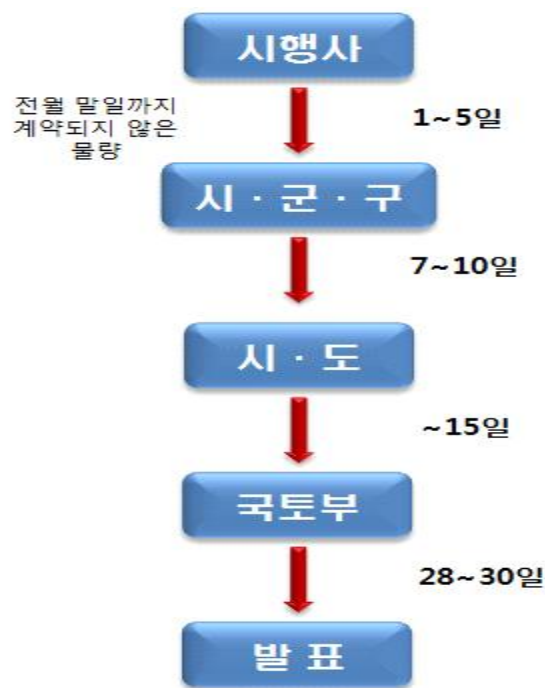 시행사
전월 말일까지
계약되지 않은
물량
1~5일
시 · 군 · 구
7~10일
시 · 도
~15일
국토부
28~30일
발 표